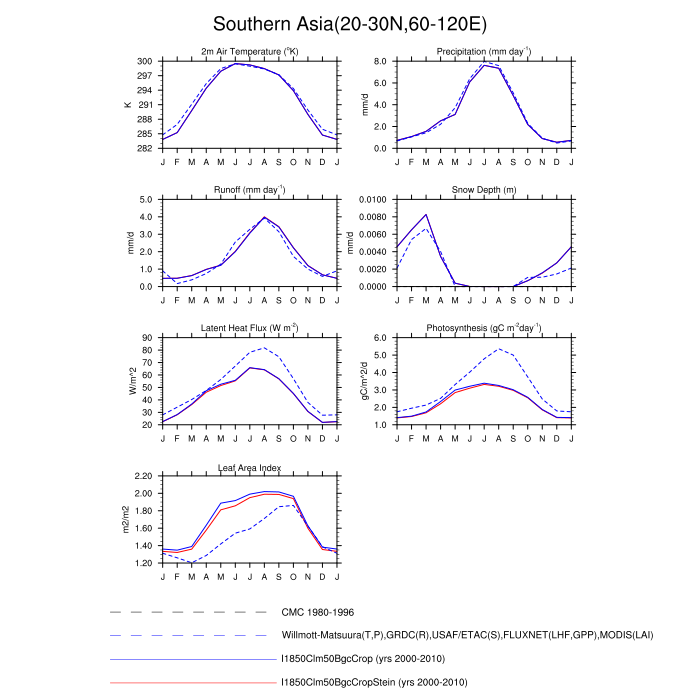 Southern Asia(20-30N,60-120E)
2m Air Temperature (°K)
K
300
297
294
291
288
285
282
J F M A M J J A S O N D J
Precipitation (mm day⁻¹)
mm/d
8.0
6.0
4.0
2.0
0.0
J F M A M J J A S O N D J
Runoff (mm day⁻¹)
mm/d
5.0
4.0
3.0
2.0
1.0
0.0
J F M A M J J A S O N D J
Snow Depth (m)
mm/d
0.0100
0.0080
0.0060
0.0040
0.0020
0.0000
J F M A M J J A S O N D J
Latent Heat Flux (W m⁻²)
W/m^2
90
80
70
60
50
40
30
20
J F M A M J J A S O N D J
Photosynthesis (gC m⁻²day⁻¹)
gC/m^2/d
6.0
5.0
4.0
3.0
2.0
1.0
J F M A M J J A S O N D J
Leaf Area Index
m2/m2
2.20
2.00
1.80
1.60
1.40
1.20
J F M A M J J A S O N D J
CMC 1980-1996
Willmott-Matsuura(T,P),GRDC(R),USAF/ETAC(S),FLUXNET(LHF,GPP),MODIS(LAI)
I1850Clm50BgcCrop (yrs 2000-2010)
I1850Clm50BgcCropStein (yrs 2000-2010)